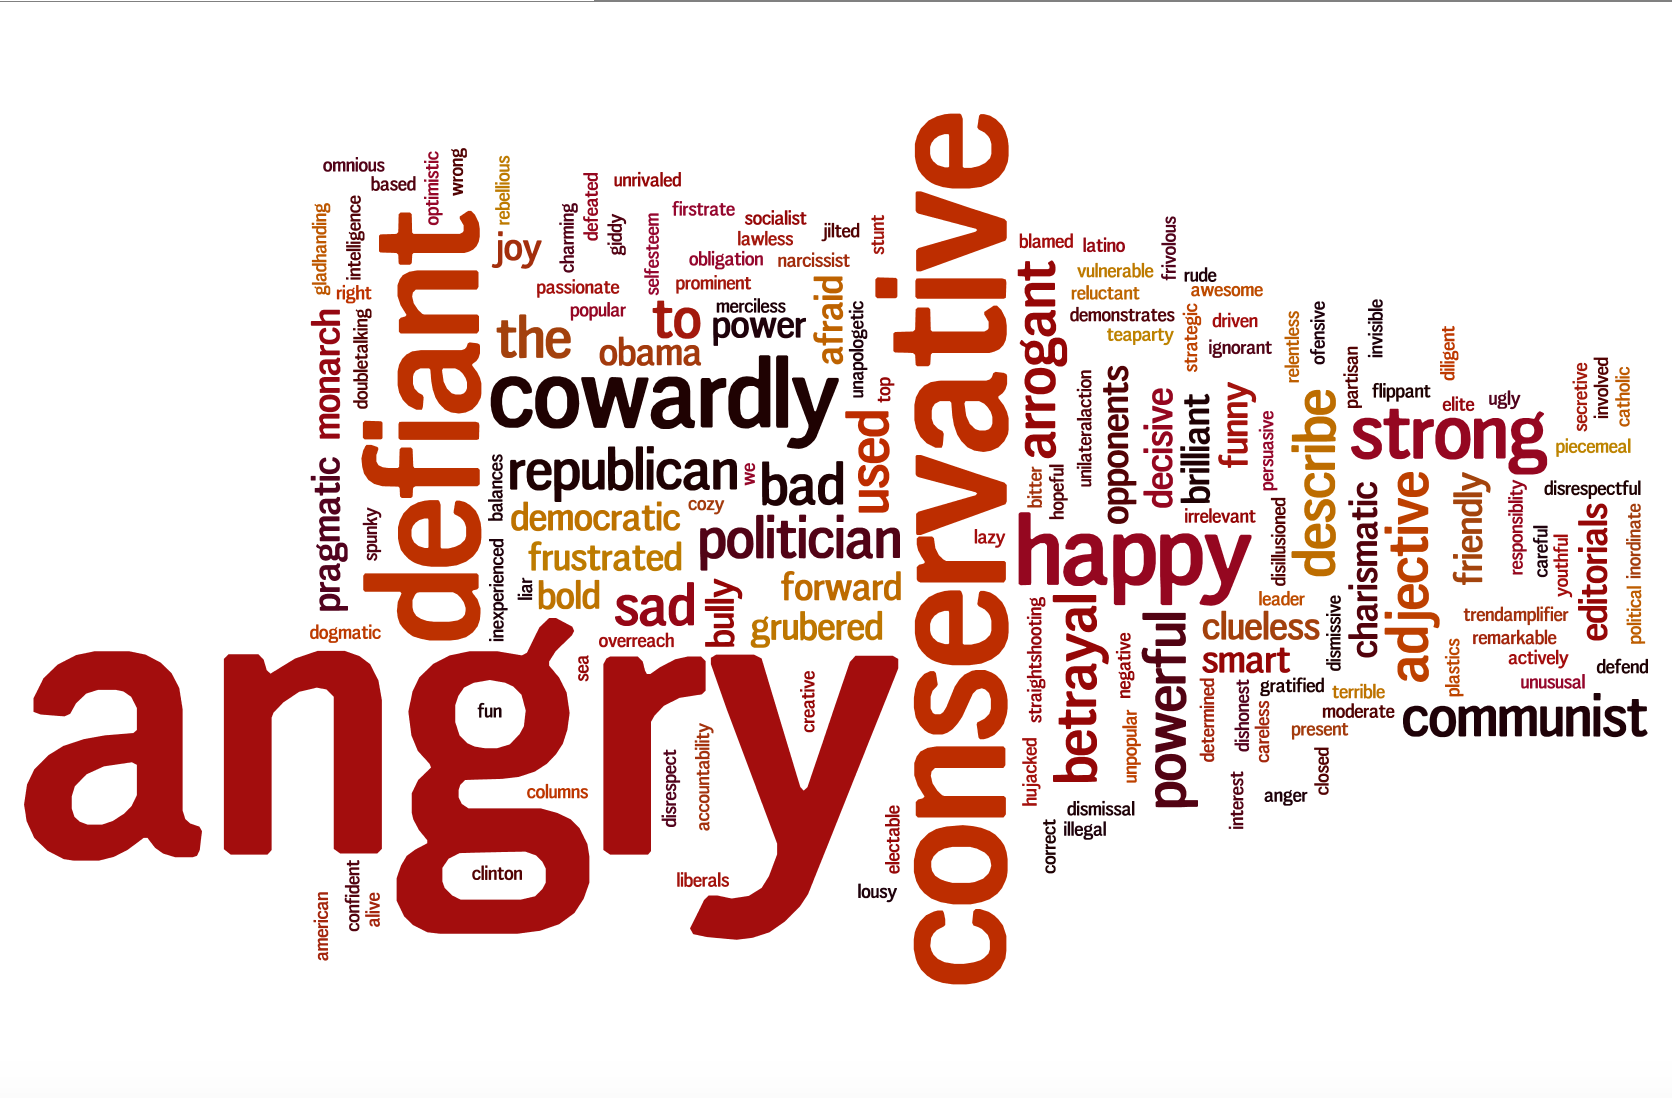 omnious
based
optimistic
wrong
rebellious
gladhanding
intelligence
right
defiant
joy
charming
defeated
giddy
unrivaled
selfesteem
firstrate
socialist
lawless
jilted
stunt
obligation
narcissist
passionate
prominent
popular
monarch
doubletalking
the
to
merciless
power
afraid
unapologetic
obama
cowardly
top
used
pragmatic
spunky
balances
republican
we
bad
cozy
democratic
politician
frustrated
inexperienced
liar
bold
sad
bully
forward
grubered
overreach
dogmatic
angry
sea
fun
creative
columns
disrespect
accountability
clinton
liberals
american
confident
alive
electable
lousy
conservative
lazy
blamed
latino
frivolous
vulnerable
rude
reluctant
awesome
arrogant
demonstrates
teaparty
strategic
driven
ignorant
relentless
ofensive
invisible
partisan
diligent
flippant
elite
ugly
secretive
involved
catholic
unilateralaction
opponents
decisive
brilliant
funny
persuasive
describe
strong
piecemeal
bitter
hopeful
irrelevant
happy
disillusioned
charismatic
adjective
friendly
disrespectful
responsiblity
careful
youthful
editorials
inordinate
political
leader
straightshooting
betrayal
negative
powerful
clueless
dismissive
smart
trendamplifier
remarkable
actively
plastics
defend
unususal
gratified
terrible
moderate
present
communist
hujacked
unpopular
determined
dishonest
careless
closed
interest
anger
dismissal
illegal
correct